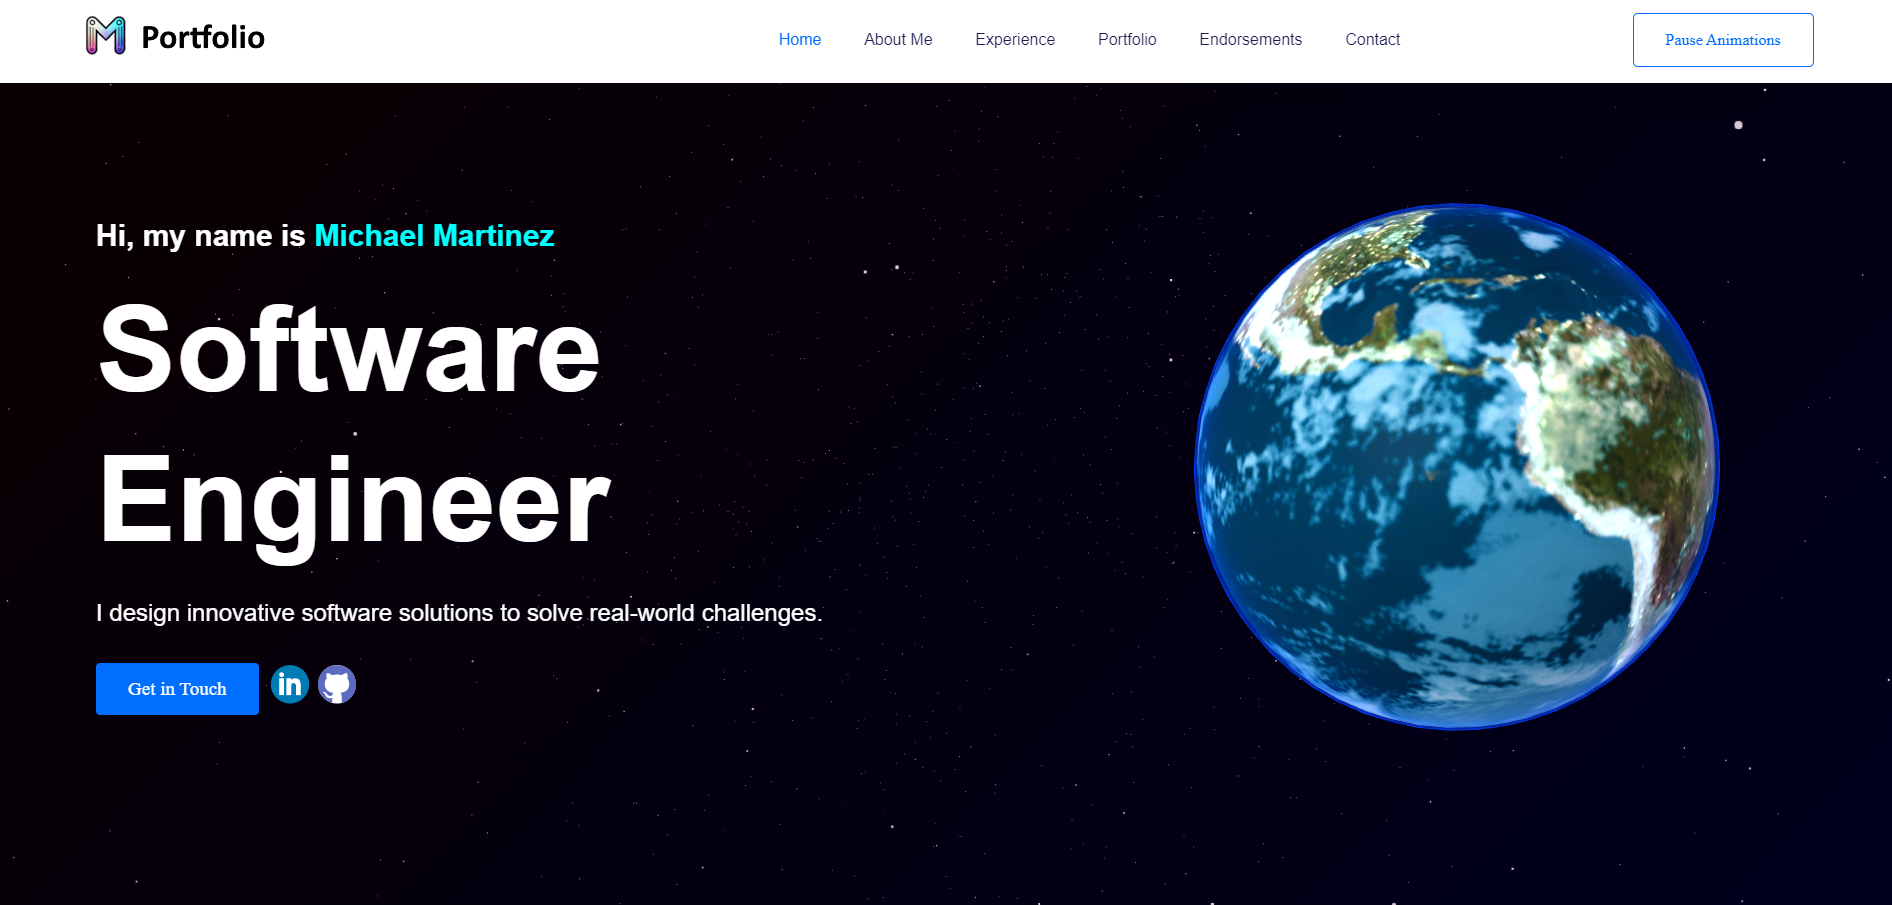 Portfolio
Home
About Me
Experience
Portfolio
Endorsements
Contact
Pause Animations
Hi, my name is Michael Martinez
Software
Engineer
I design innovative software solutions to solve real-world challenges.
Get in Touch
in